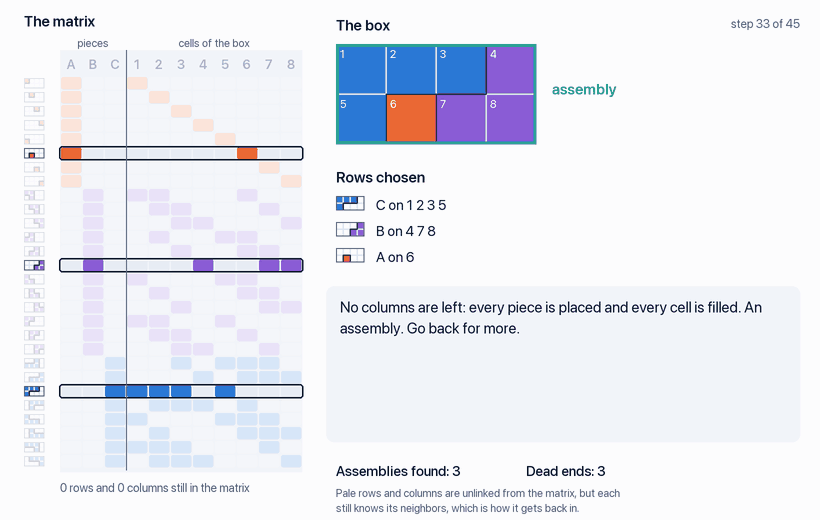 The matrix
pieces
cells of the box
A B C 1 2 3 4 5 6 7 8
0 rows and 0 columns still in the matrix
The box
step 33 of 45
1 2 3 4
5 6 7 8
assembly
Rows chosen
C on 1 2 3 5
B on 4 7 8
A on 6
No columns are left: every piece is placed and every cell is filled. An
assembly. Go back for more.
Assemblies found: 3
Dead ends: 3
Pale rows and columns are unlinked from the matrix, but each
still knows its neighbors, which is how it gets back in.